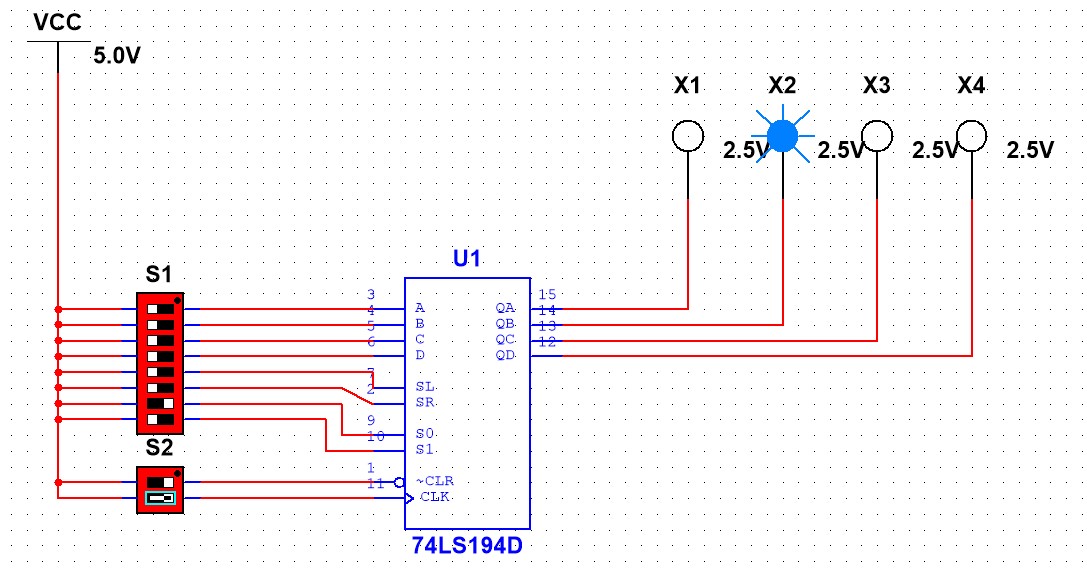 VCC
5.0V
X1 X2 X3 X4
2.5V 2.5V 2.5V 2.5V
U1
S1
3 A QA 15
4 B QB 14
5 C QC 13
6 D QD 12
7 SL
2 SR
9 S0
10 S1
S2
1 ~CLR
11 CLK
74LS194D